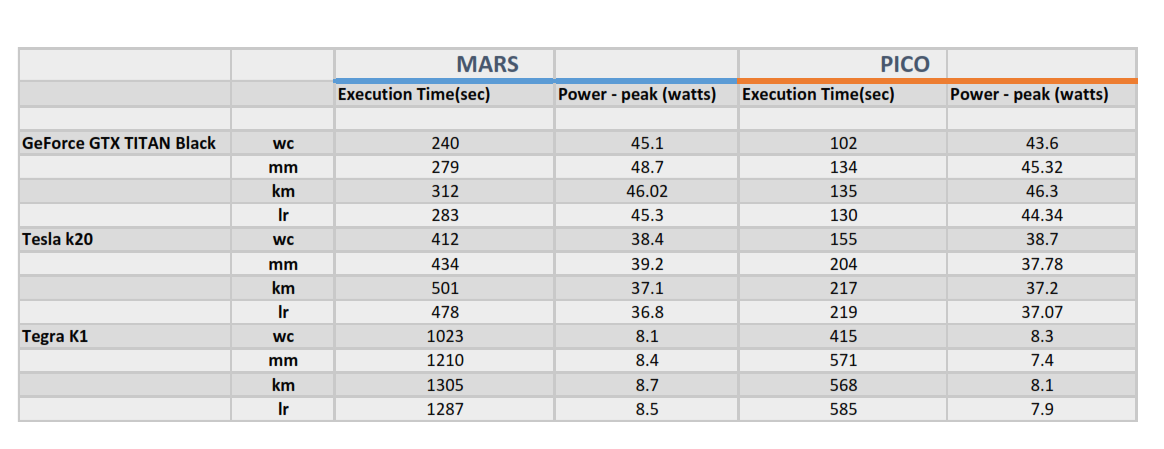 MARS PICO
Execution Time(sec) Power - peak (watts) Execution Time(sec) Power - peak (watts)
GeForce GTX TITAN Black wc 240 45.1 102 43.6
mm 279 48.7 134 45.32
km 312 46.02 135 46.3
lr 283 45.3 130 44.34
Tesla k20 wc 412 38.4 155 38.7
mm 434 39.2 204 37.78
km 501 37.1 217 37.2
lr 478 36.8 219 37.07
Tegra K1 wc 1023 8.1 415 8.3
mm 1210 8.4 571 7.4
km 1305 8.7 568 8.1
lr 1287 8.5 585 7.9